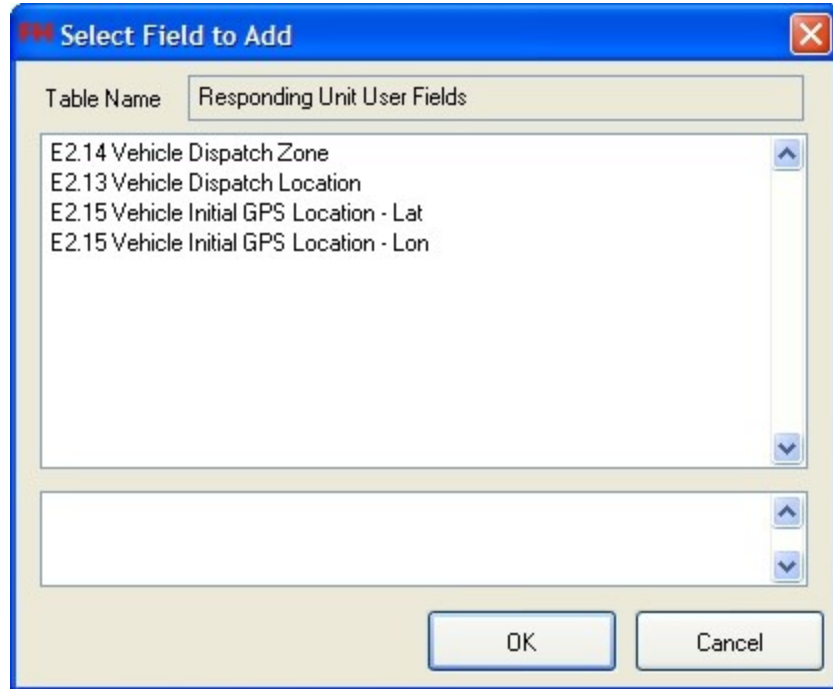 FH Select Field to Add
Table Name Responding Unit User Fields
E2.14 Vehicle Dispatch Zone
E2.13 Vehicle Dispatch Location
E2.15 Vehicle Initial GPS Location - Lat
E2.15 Vehicle Initial GPS Location - Lon
OK Cancel